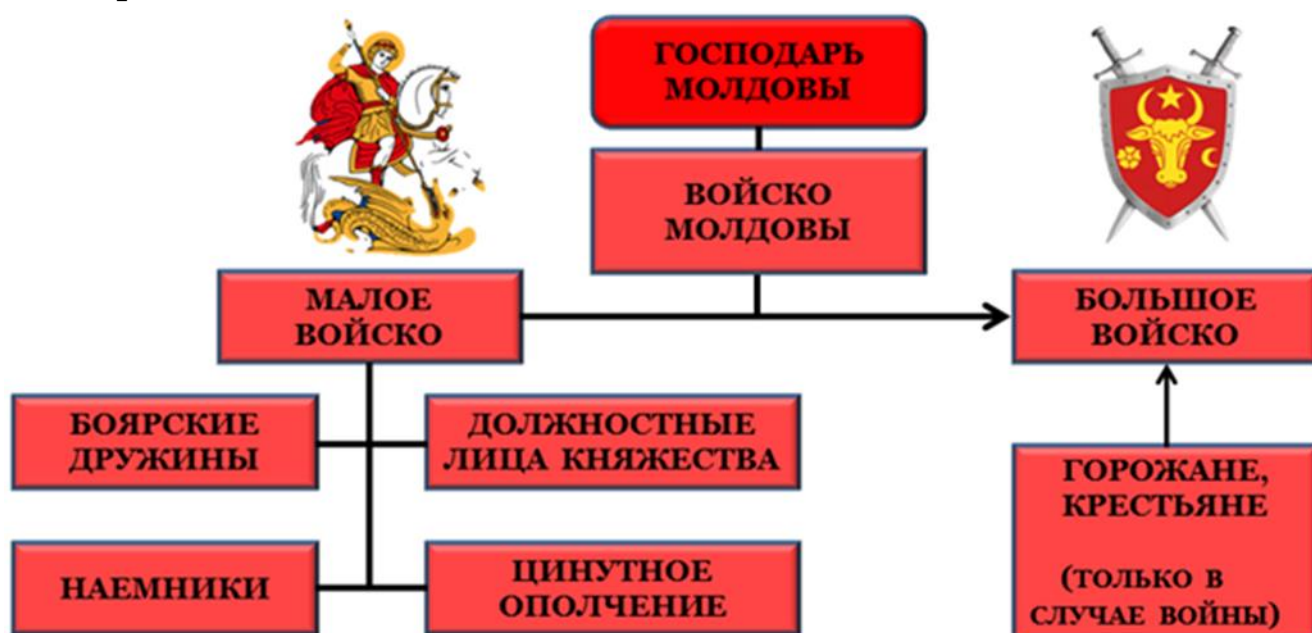 ГОСПОДАРЬ
МОЛДОВЫ
ВОЙСКО
МОЛДОВЫ
МАЛОЕ
ВОЙСКО
БОЛЬШОЕ
ВОЙСКО
БОЯРСКИЕ
ДРУЖИНЫ
ДОЛЖНОСТНЫЕ
ЛИЦА КНЯЖЕСТВА
НАЕМНИКИ
ЦИНУТНОЕ
ОПОЛЧЕНИЕ
ГОРОЖАНЕ,
КРЕСТЬЯНЕ
(ТОЛЬКО В
СЛУЧАЕ ВОЙНЫ)